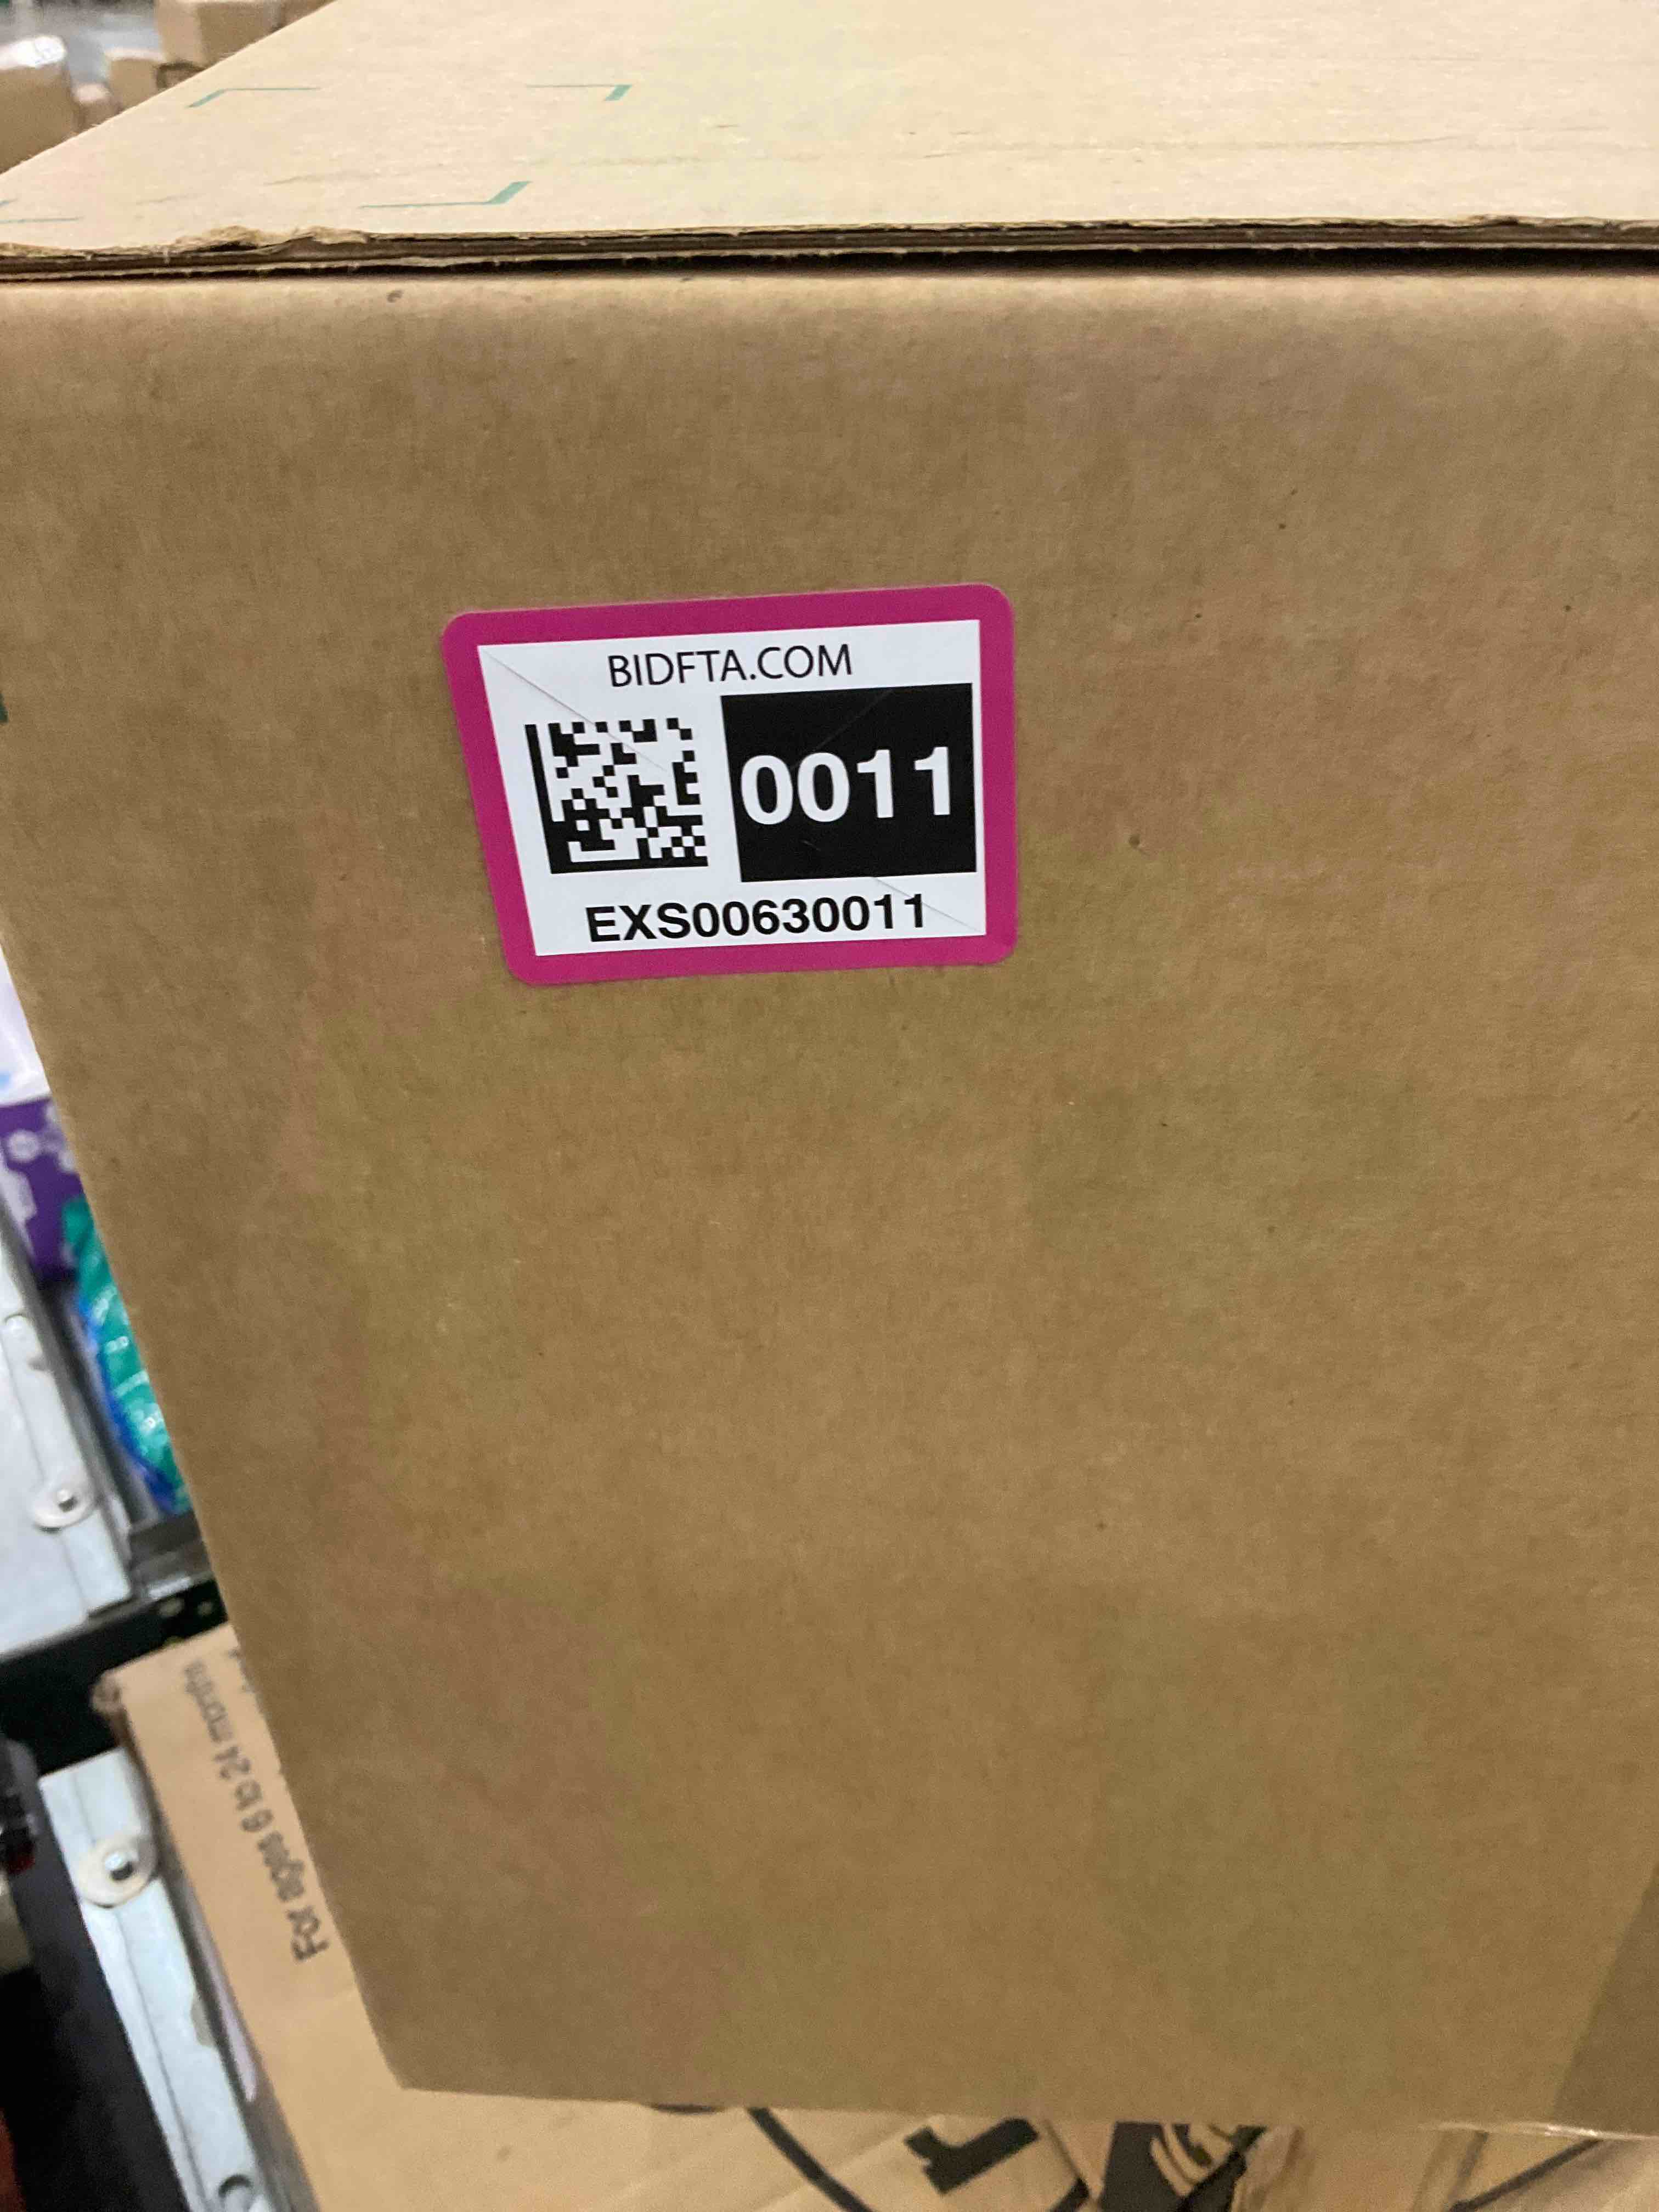 BIDFTA.COM
0011
EXS00630011
For ages 6 to 24 months